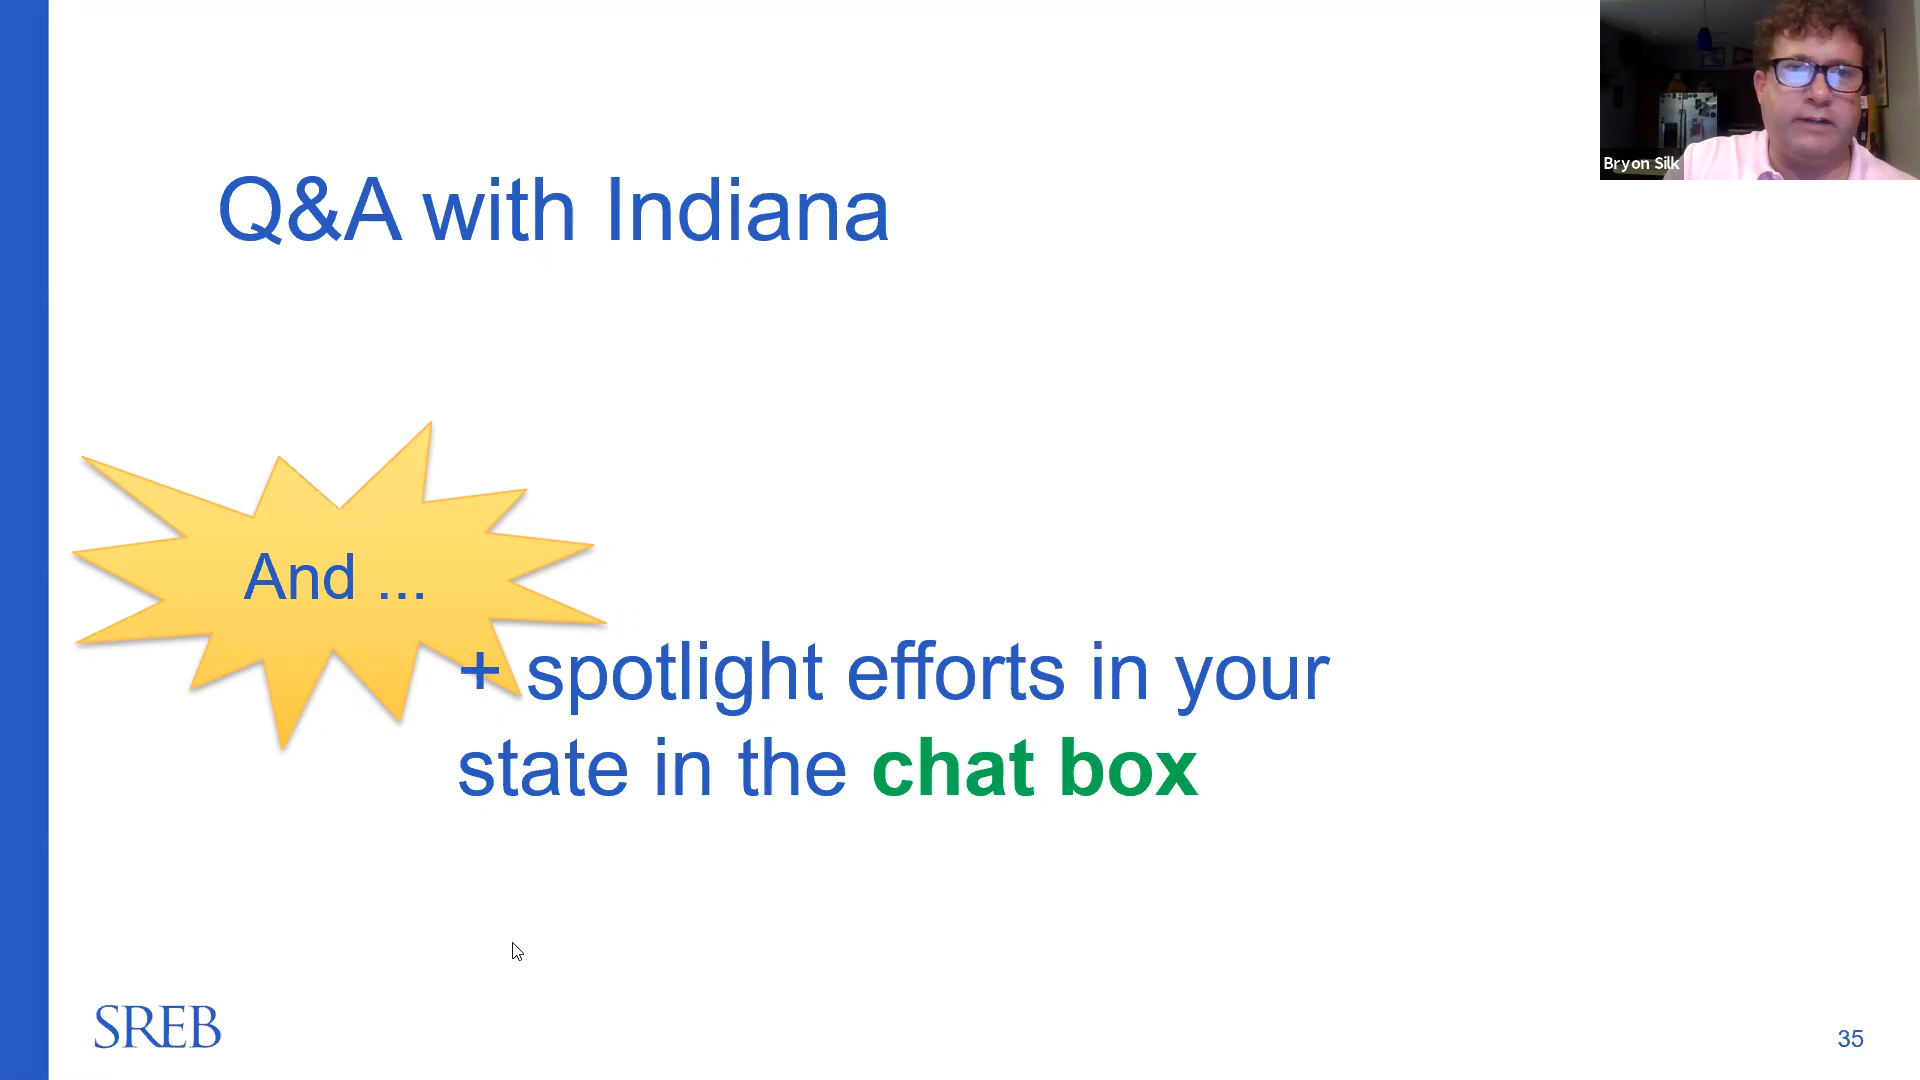 Bryon Silk
Q&A with Indiana
And ...
+ spotlight efforts in your
state in the chat box
SREB
35